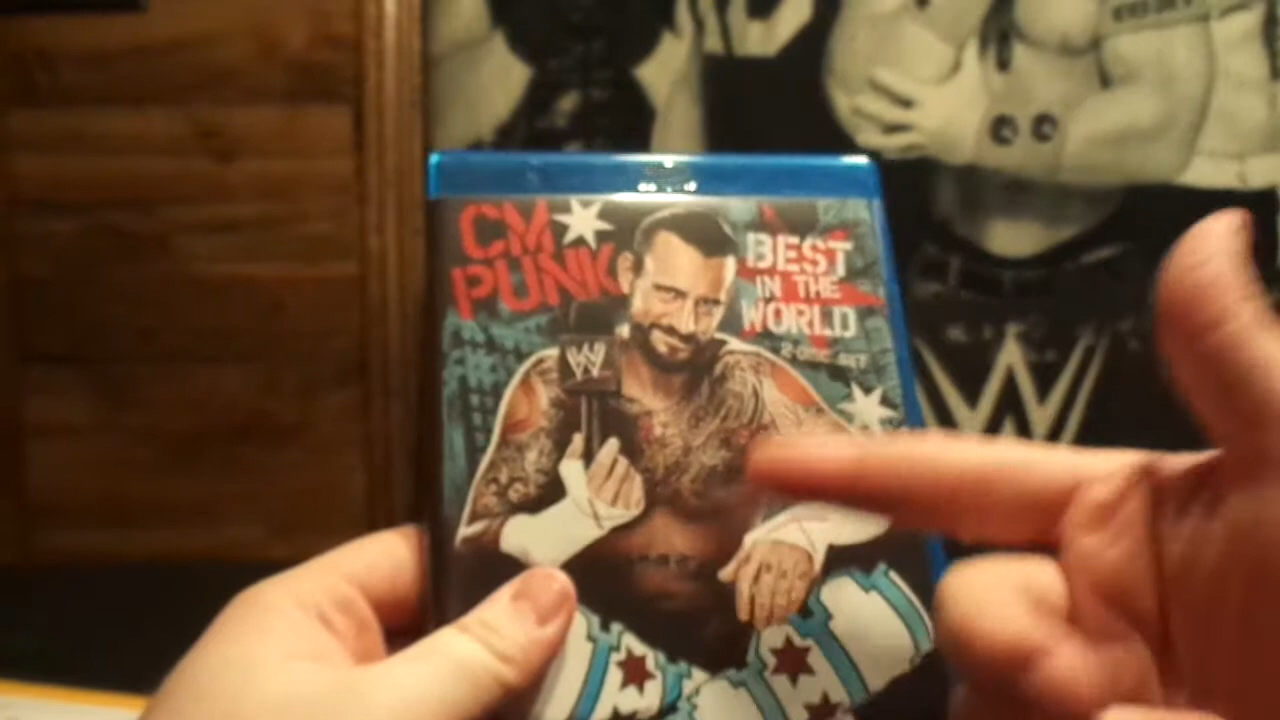 CM
PUNK
BEST
IN THE
WORLD
2-DISC SET
W
W